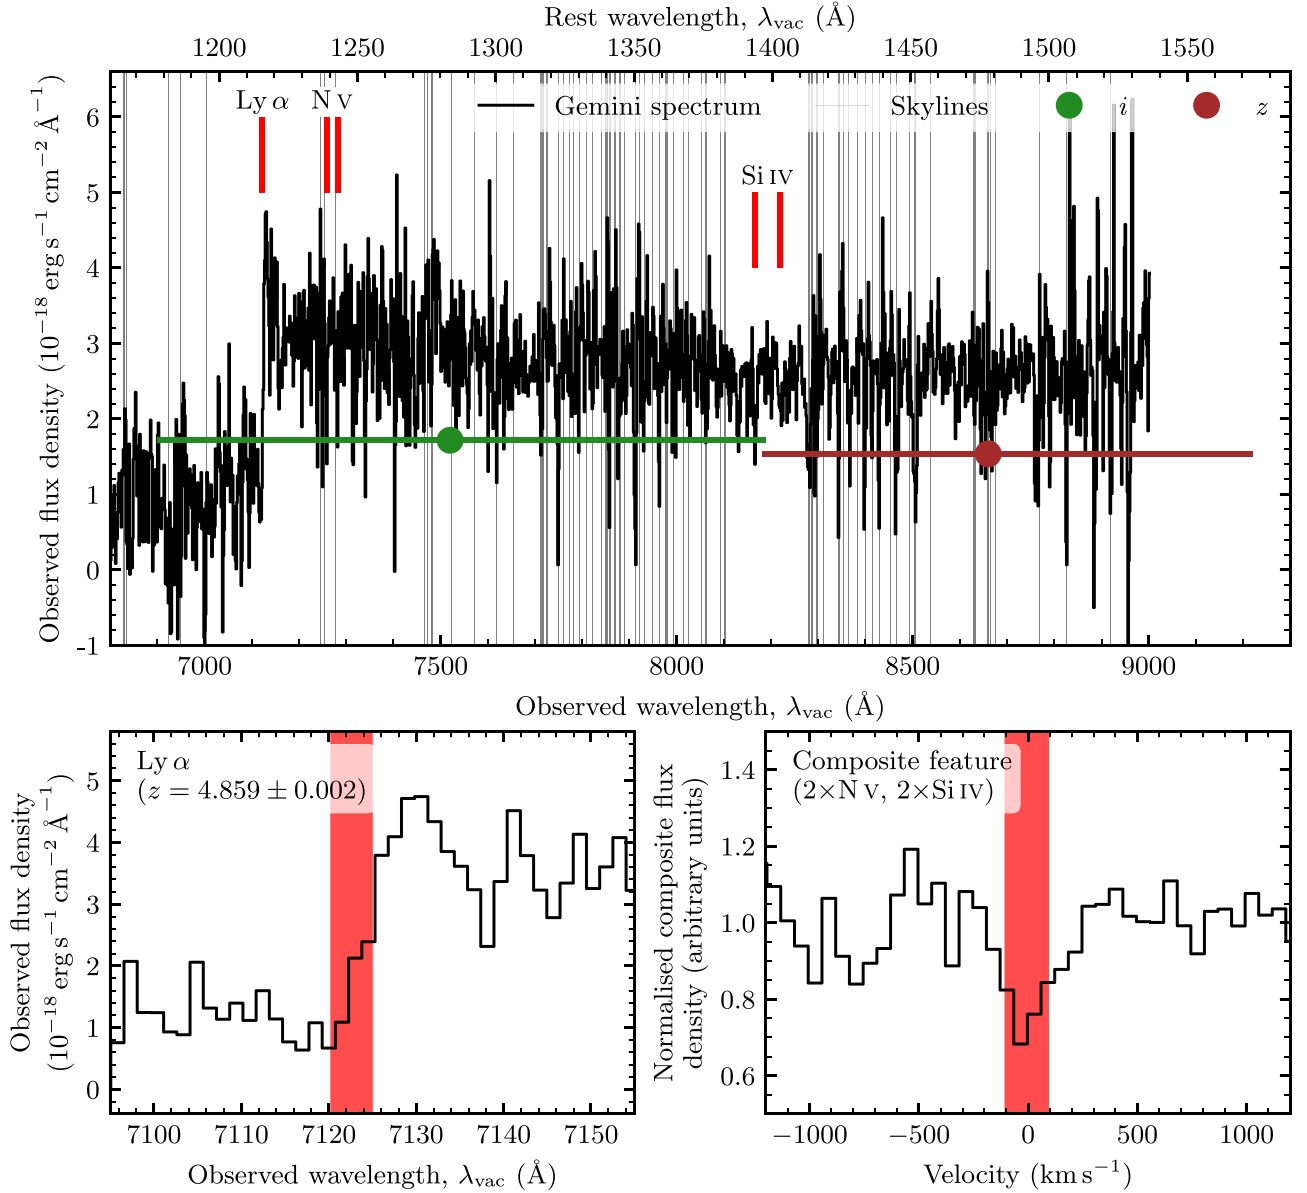 Rest wavelength, λvac (Å)
1200 1250 1300 1350 1400 1450 1500 1550
Observed flux density (10−18 erg s−1 cm−2 Å−1)
6
5
4
3
2
1
0
-1
Ly α N V
Gemini spectrum Skylines i z
Si IV
7000 7500 8000 8500 9000
Observed wavelength, λvac (Å)
Observed flux density
(10−18 erg s−1 cm−2 Å−1)
5
4
3
2
1
0
Ly α
(z = 4.859 ± 0.002)
7100 7110 7120 7130 7140 7150
Observed wavelength, λvac (Å)
Normalised composite flux
density (arbitrary units)
1.4
1.2
1.0
0.8
0.6
Composite feature
(2×N V, 2×Si IV)
−1000 −500 0 500 1000
Velocity (km s−1)